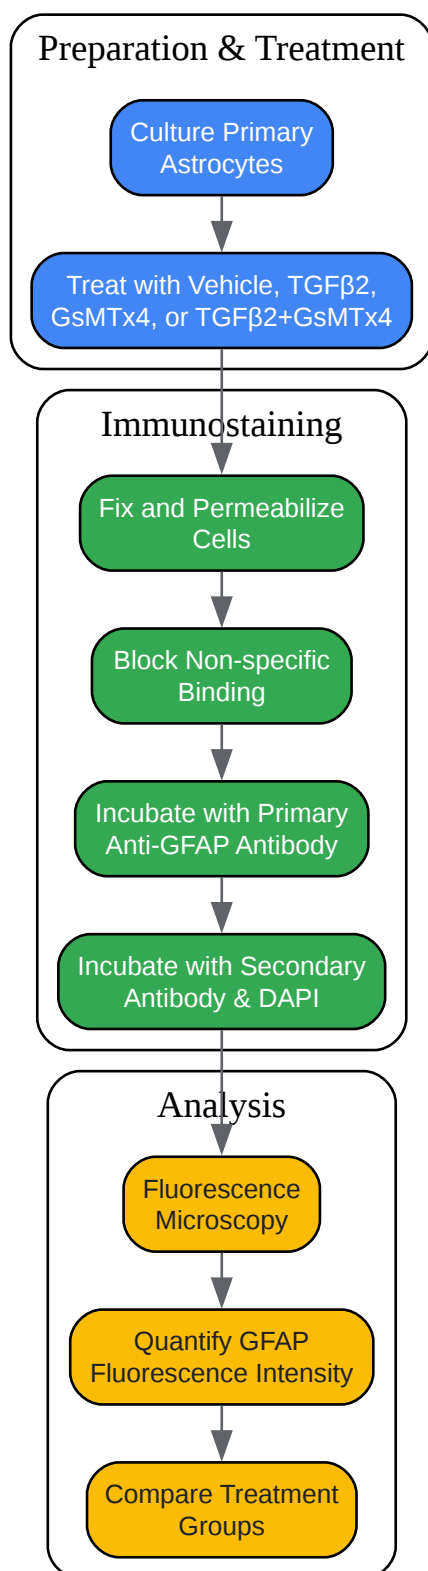 Preparation & Treatment
Culture Primary
Astrocytes
Treat with Vehicle, TGFβ2,
GsMTx4, or TGFβ2+GsMTx4
Immunostaining
Fix and Permeabilize
Cells
Block Non-specific
Binding
Incubate with Primary
Anti-GFAP Antibody
Incubate with Secondary
Antibody & DAPI
Analysis
Fluorescence
Microscopy
Quantify GFAP
Fluorescence Intensity
Compare Treatment
Groups